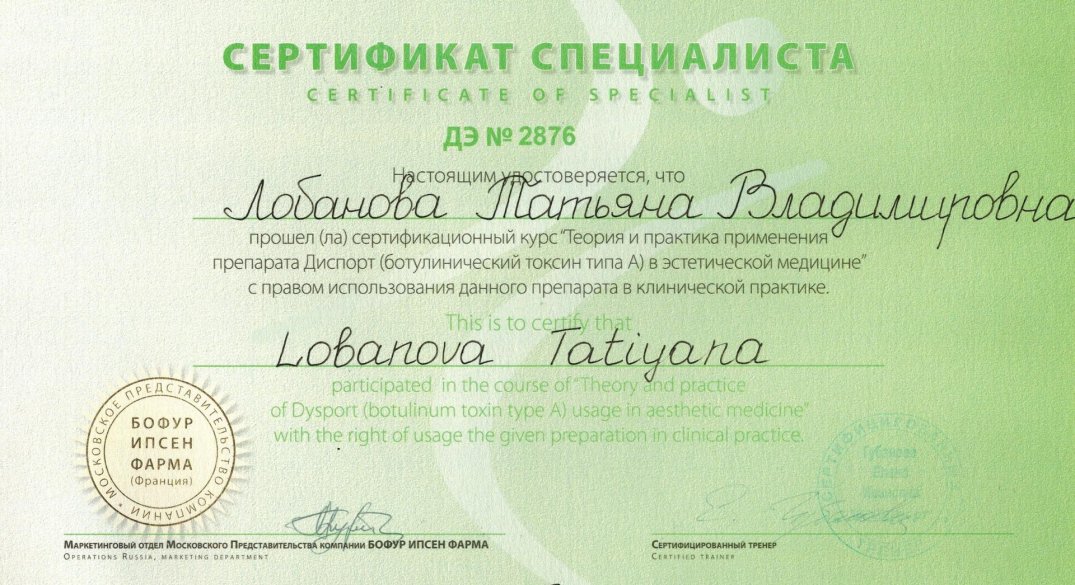 СЕРТИФИКАТ СПЕЦИАЛИСТА
CERTIFICATE OF SPECIALIST
ДЭ № 2876
Настоящим удостоверяется, что
Лобанова Татьяна Владимировна
прошел (ла) сертификационный курс "Теория и практика применения
препарата Диспорт (ботулинический токсин типа А) в эстетической медицине"
с правом использования данного препарата в клинической практике.
This is to certify that
Lobanova Tatiyana
participated in the course of "Theory and practice
of Dysport (botulinum toxin type A) usage in aesthetic medicine"
with the right of usage the given preparation in clinical practice.
МОСКОВСКОЕ ПРЕДСТАВИТЕЛЬСТВО КОМПАНИИ
БОФУР
ИПСЕН
ФАРМА
(Франция)
Губанова
Елена
Ивановна
Маркетинговый отдел Московского Представительства компании БОФУР ИПСЕН ФАРМА
Operations Russia, marketing department
Сертифицированный тренер
Certified trainer